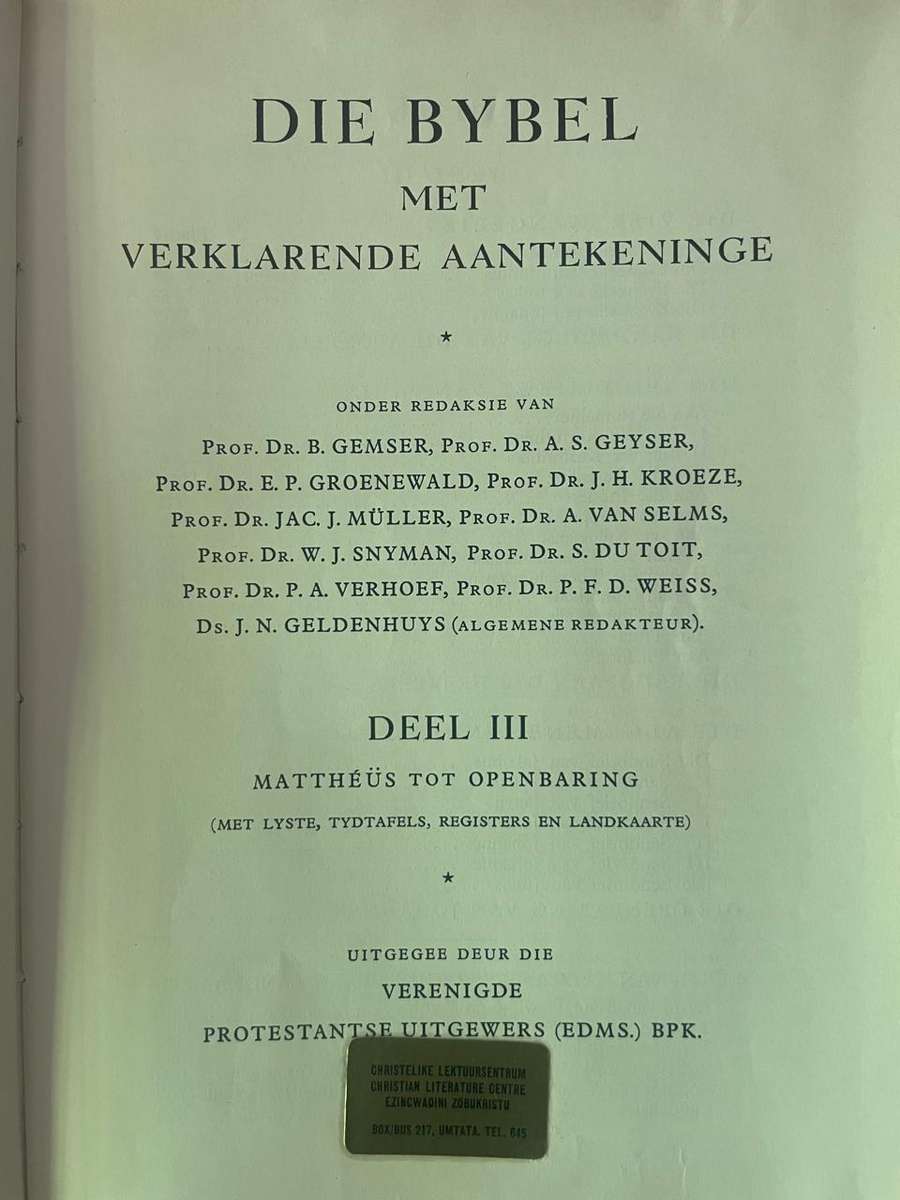 DIE BYBEL
MET
VERKLARENDE AANTEKENINGE
*
ONDER REDAKSIE VAN
PROF. DR. B. GEMSER, PROF. DR. A. S. GEYSER,
PROF. DR. E. P. GROENEWALD, PROF. DR. J. H. KROEZE,
PROF. DR. JAC. J. MÜLLER, PROF. DR. A. VAN SELMS,
PROF. DR. W. J. SNYMAN, PROF. DR. S. DU TOIT,
PROF. DR. P. A. VERHOEF, PROF. DR. P. F. D. WEISS,
DS. J. N. GELDENHUYS (ALGEMENE REDAKTEUR).
DEEL III
MATTHÉÜS TOT OPENBARING
(MET LYSTE, TYDTAFELS, REGISTERS EN LANDKAARTE)
*
UITGEGEE DEUR DIE
VERENIGDE
PROTESTANTSE UITGEWERS (EDMS.) BPK.
CHRISTELIKE LEKTUURSENTRUM
CHRISTIAN LITERATURE CENTRE
EZINCWADINI ZOBUKRISTU
BOX/BUS 217, UMTATA. TEL. 645